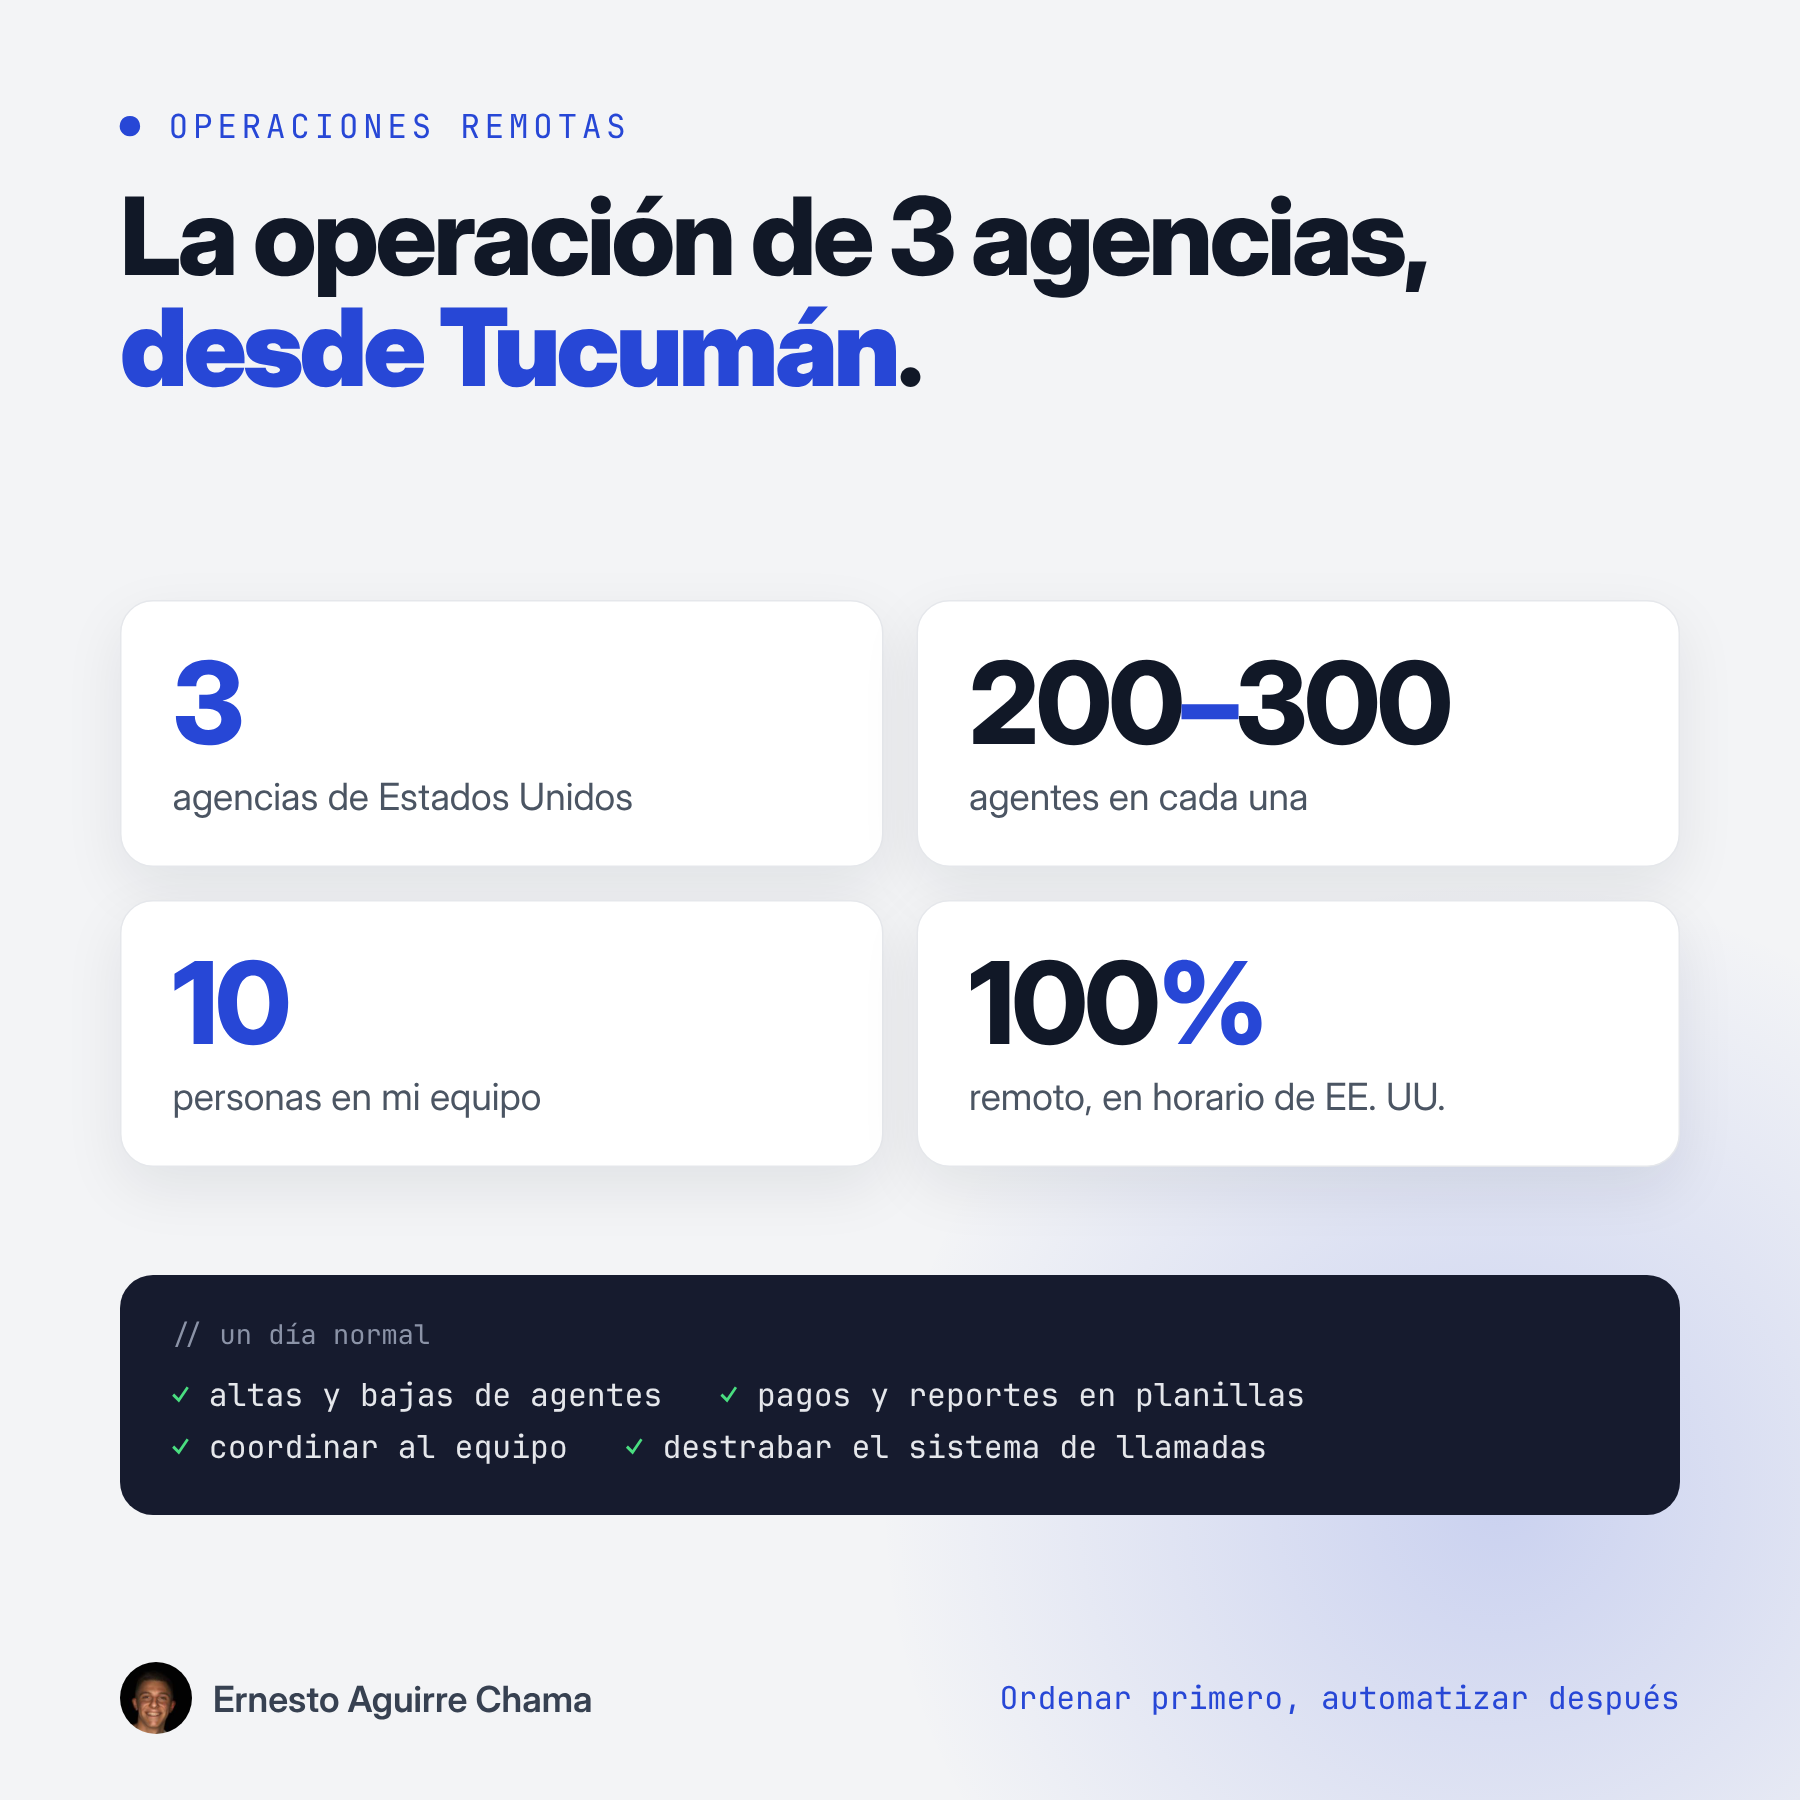 OPERACIONES REMOTAS
La operación de 3 agencias,
desde Tucumán.
3
agencias de Estados Unidos
200–300
agentes en cada una
10
personas en mi equipo
100%
remoto, en horario de EE. UU.
// un día normal
✓ altas y bajas de agentes ✓ pagos y reportes en planillas
✓ coordinar al equipo ✓ destrabar el sistema de llamadas
Ernesto Aguirre Chama
Ordenar primero, automatizar después